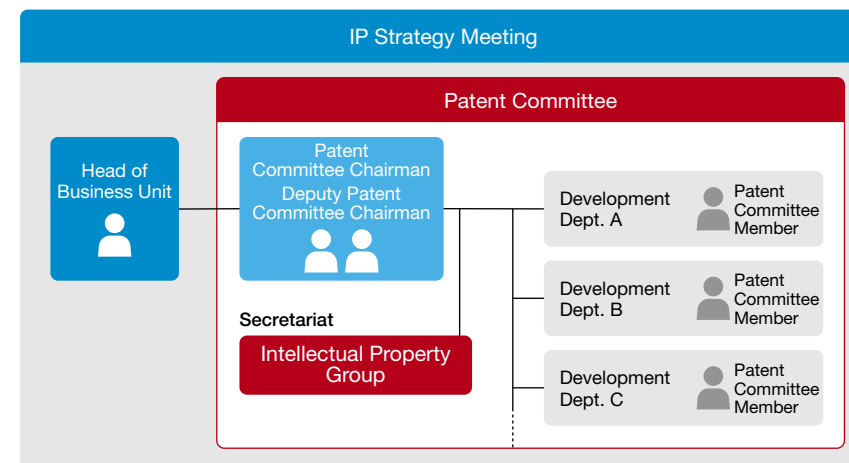 IP Strategy Meeting
Patent Committee
Head of
Business Unit
Patent
Committee Chairman
Deputy Patent
Committee Chairman
Secretariat
Intellectual Property
Group
Development
Dept. A
Patent
Committee
Member
Development
Dept. B
Patent
Committee
Member
Development
Dept. C
Patent
Committee
Member